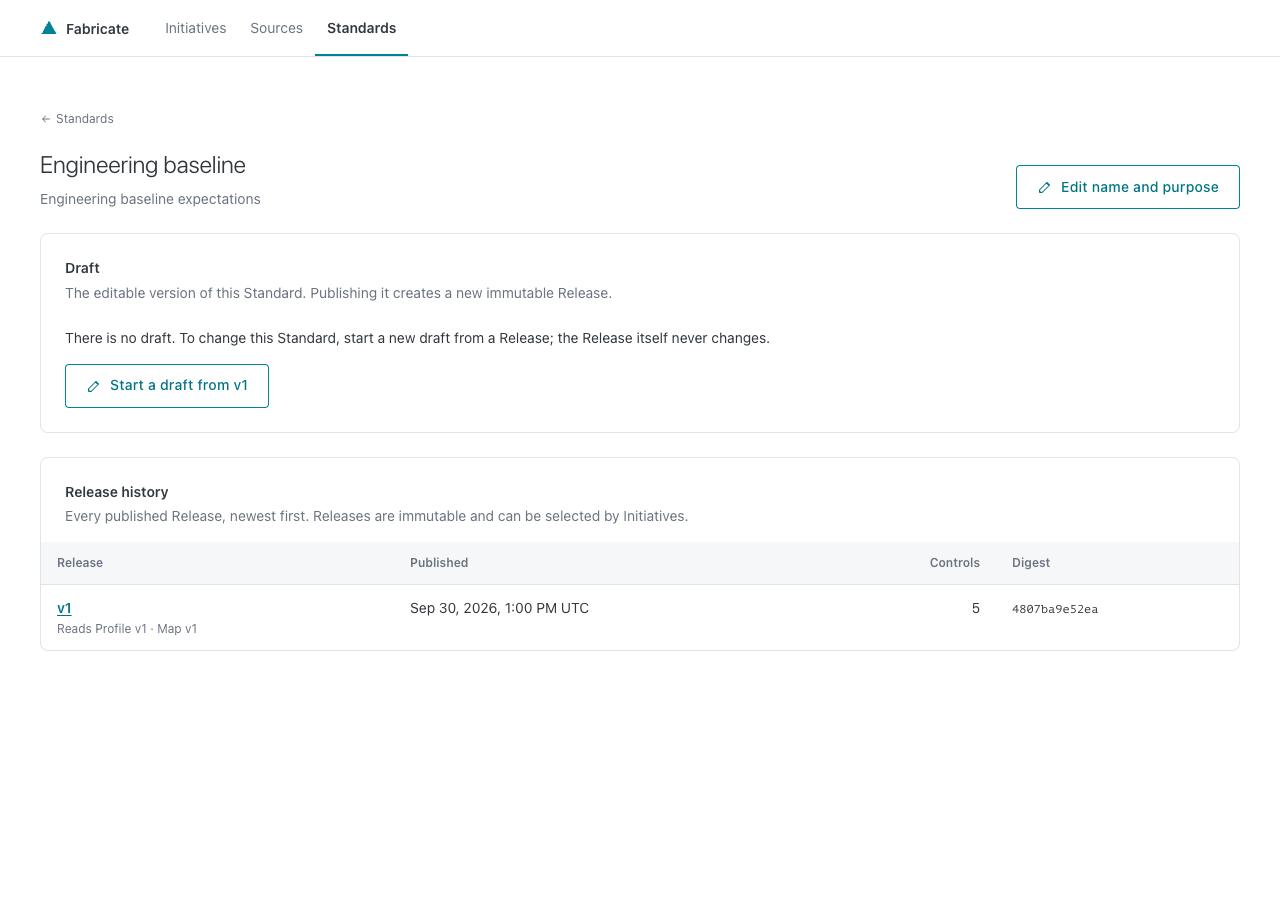 Fabricate
Initiatives
Sources
Standards
← Standards
Engineering baseline
Engineering baseline expectations
Edit name and purpose
Draft
The editable version of this Standard. Publishing it creates a new immutable Release.
There is no draft. To change this Standard, start a new draft from a Release; the Release itself never changes.
Start a draft from v1
Release history
Every published Release, newest first. Releases are immutable and can be selected by Initiatives.
Release Published Controls Digest
v1 Sep 30, 2026, 1:00 PM UTC 5 4807ba9e52ea
Reads Profile v1 · Map v1